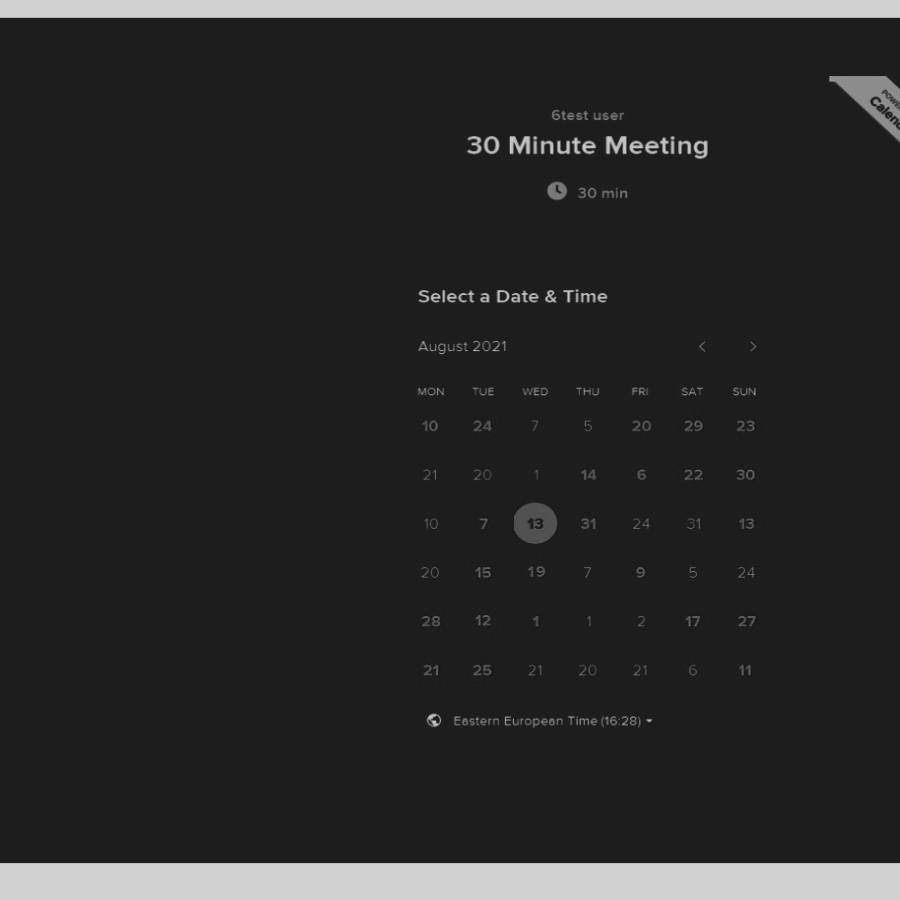 6test user
30 Minute Meeting
30 min
Select a Date & Time
August 2021
MON TUE WED THU FRI SAT SUN
10 24 7 5 20 29 23
21 20 1 14 6 22 30
10 7 13 31 24 31 13
20 15 19 7 9 5 24
28 12 1 1 2 17 27
21 25 21 20 21 6 11
Eastern European Time (16:28)